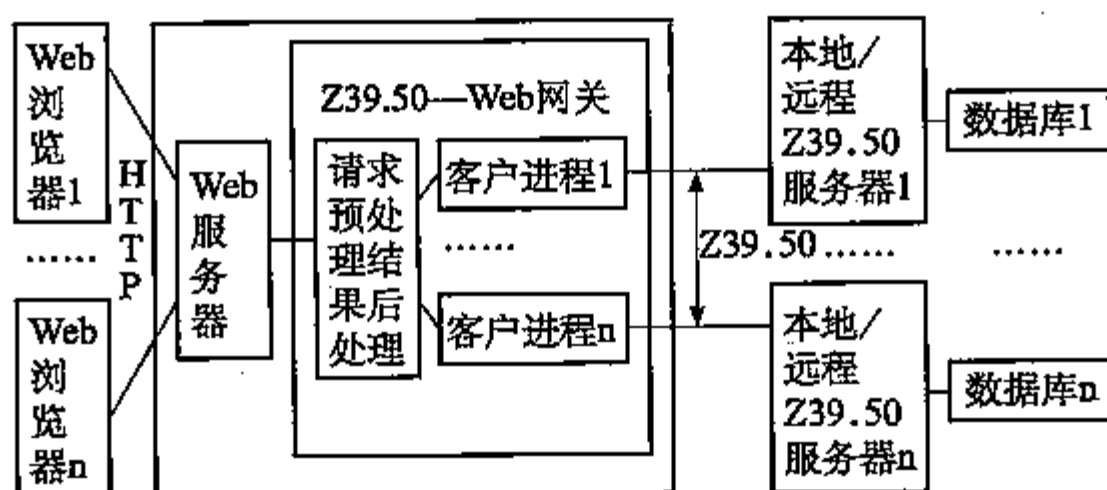 Web
浏
览
器1
……
Web
浏
览
器n
H
T
T
P
Web
服
务
器
Z39.50—Web网关
请求
预处
理结
果后
处理
客户进程1
……
客户进程n
Z39.50
……
本地/
远程
Z39.50
服务器1
本地/
远程
Z39.50
服务器n
数据库1
……
数据库n